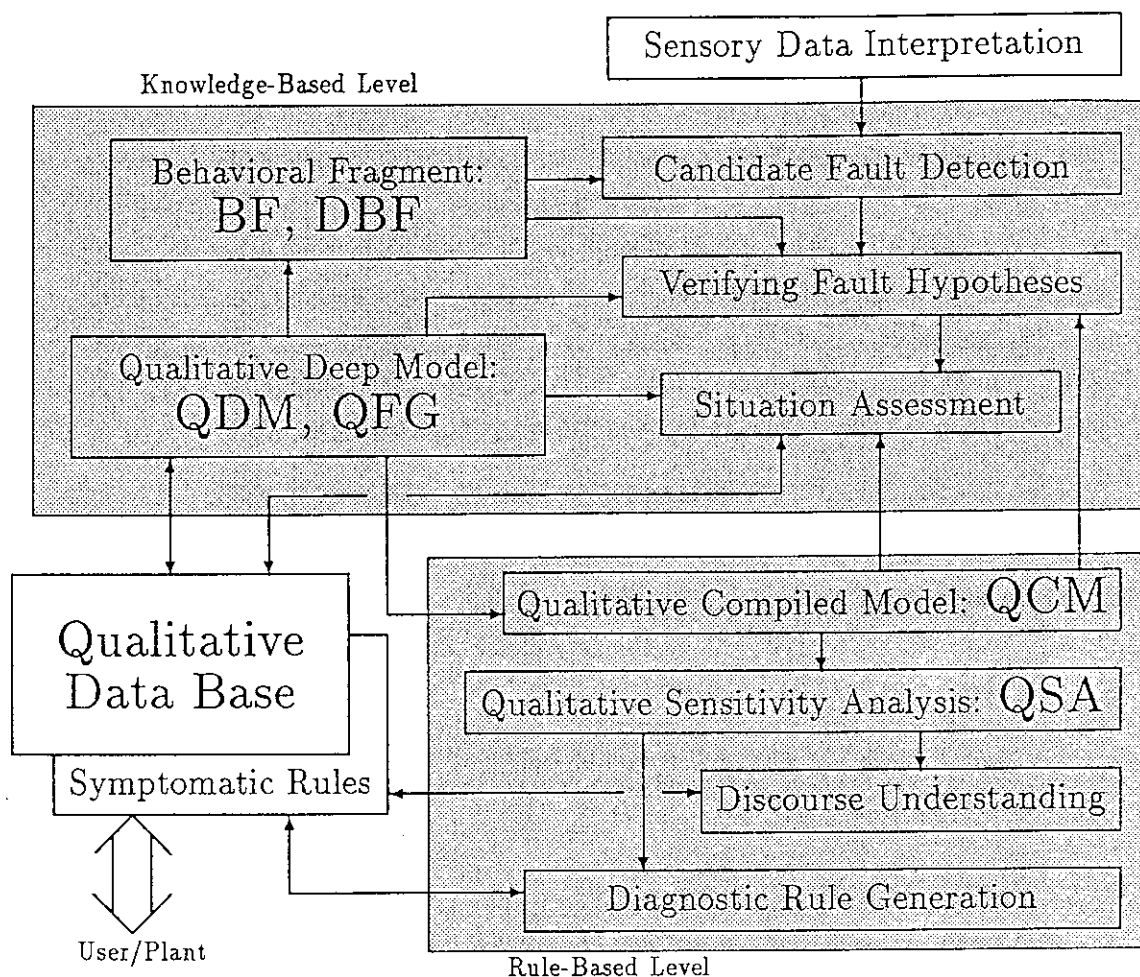 Sensory Data Interpretation
Knowledge-Based Level
Behavioral Fragment:
BF, DBF
Candidate Fault Detection
Verifying Fault Hypotheses
Qualitative Deep Model:
QDM, QFG
Situation Assessment
Qualitative
Data Base
Symptomatic Rules
User/Plant
Qualitative Compiled Model: QCM
Qualitative Sensitivity Analysis: QSA
Discourse Understanding
Diagnostic Rule Generation
Rule-Based Level